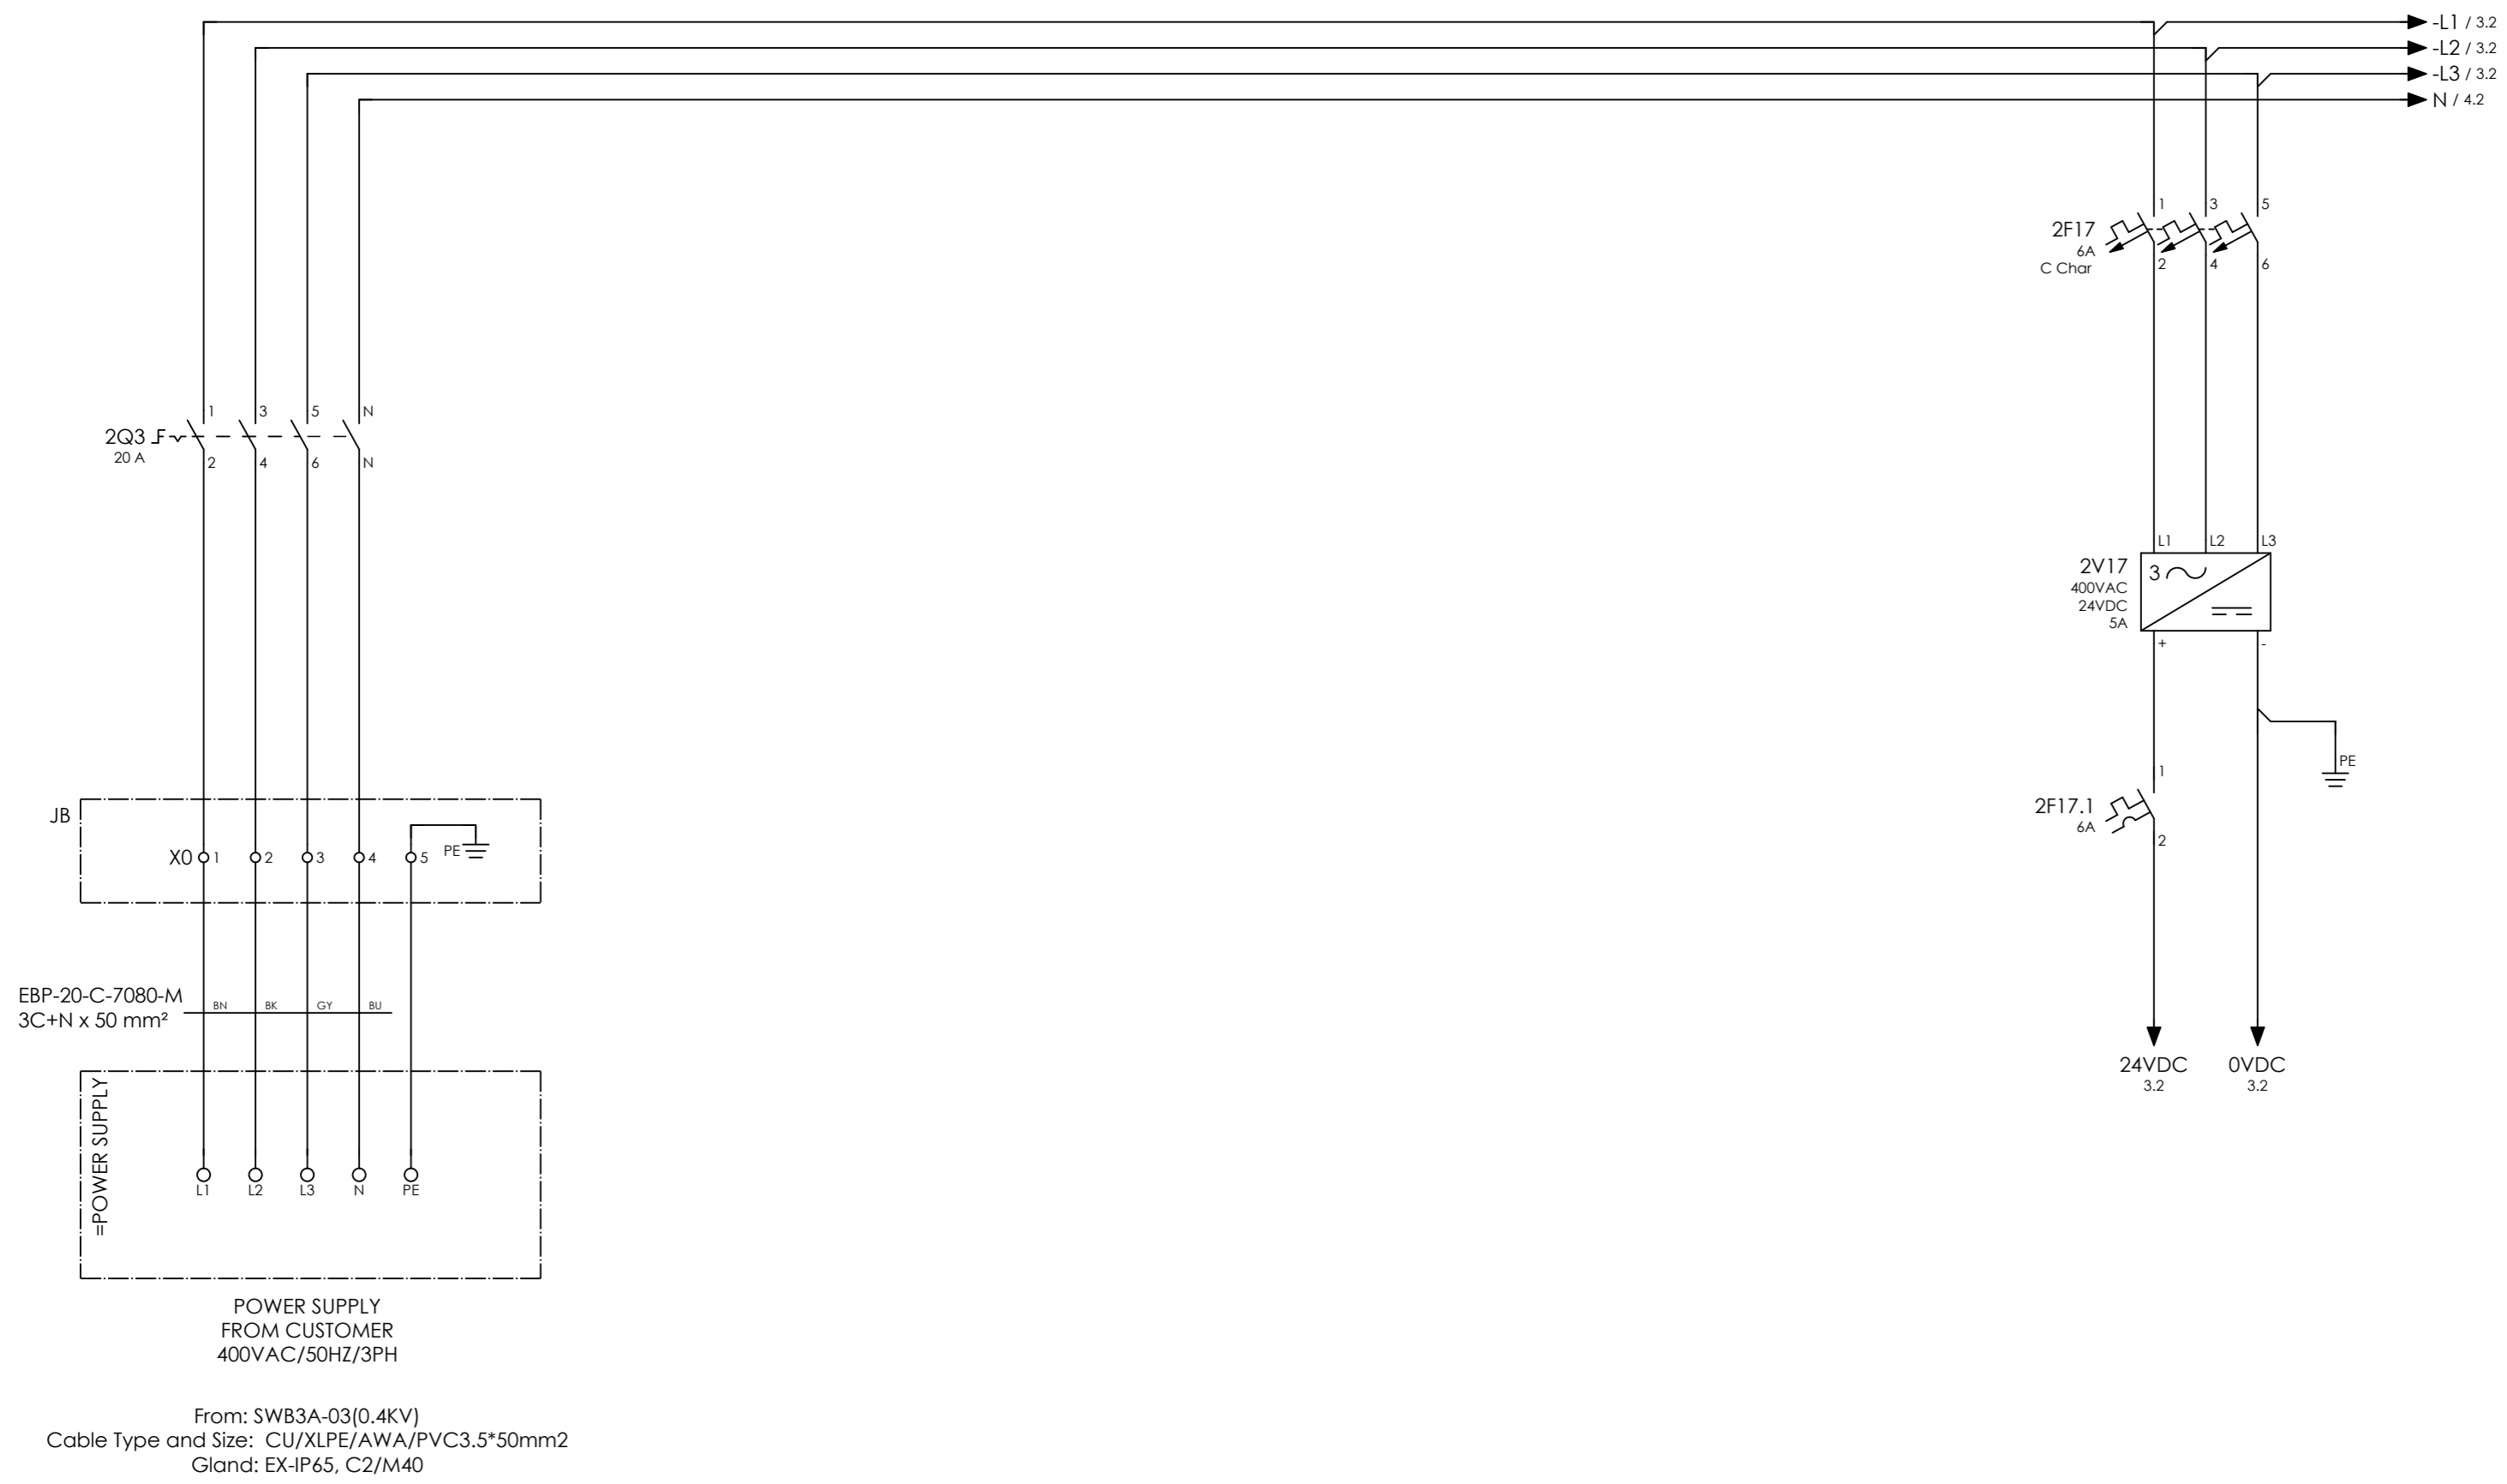 -L1 / 3.2
-L2 / 3.2
-L3 / 3.2
N / 4.2
1 3 5
2F17
6A
C Char
2 4 6
1 3 5 N
2Q3
20 A
2 4 6 N
L1 L2 L3
2V17
400VAC
24VDC
5A
3
+ -
PE
1
2F17.1
6A
2
JB
X0 1 2 3 4 5 PE
EBP-20-C-7080-M
3C+N x 50 mm²
BN BK GY BU
24VDC
3.2
0VDC
3.2
=POWER SUPPLY
L1 L2 L3 N PE
POWER SUPPLY
FROM CUSTOMER
400VAC/50HZ/3PH
From: SWB3A-03(0.4KV)
Cable Type and Size: CU/XLPE/AWA/PVC3.5*50mm2
Gland: EX-IP65, C2/M40